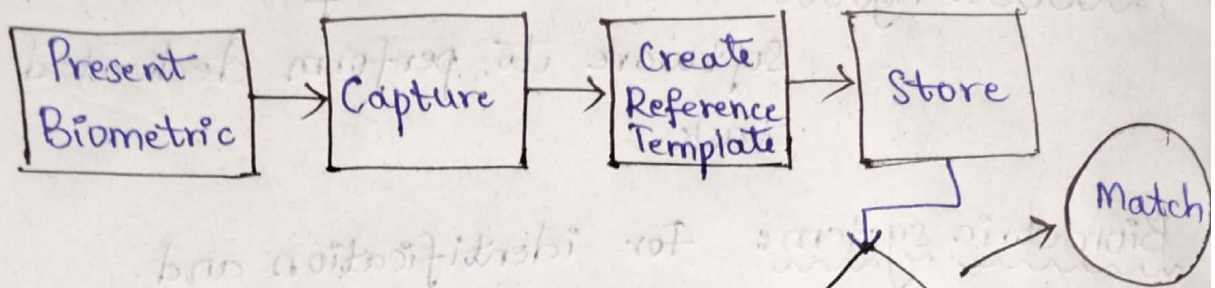 Present
Biometric
Capture
Create
Reference
Template
Store
Match